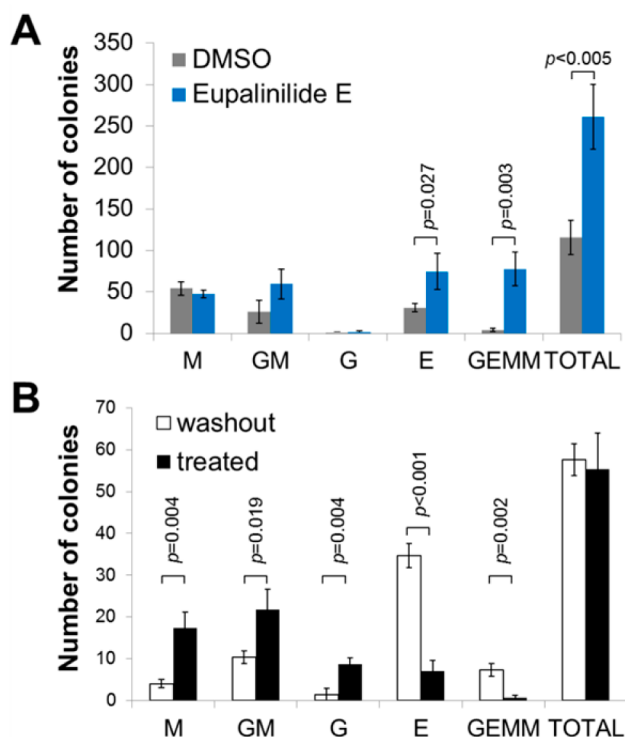 A
Number of colonies
350
300
250
200
150
100
50
0
DMSO
Eupalinilide E
p=0.027
p=0.003
p<0.005
M GM G E GEMM TOTAL
B
Number of colonies
70
60
50
40
30
20
10
0
washout
treated
p=0.004
p=0.019
p=0.004
p<0.001
p=0.002
M GM G E GEMM TOTAL